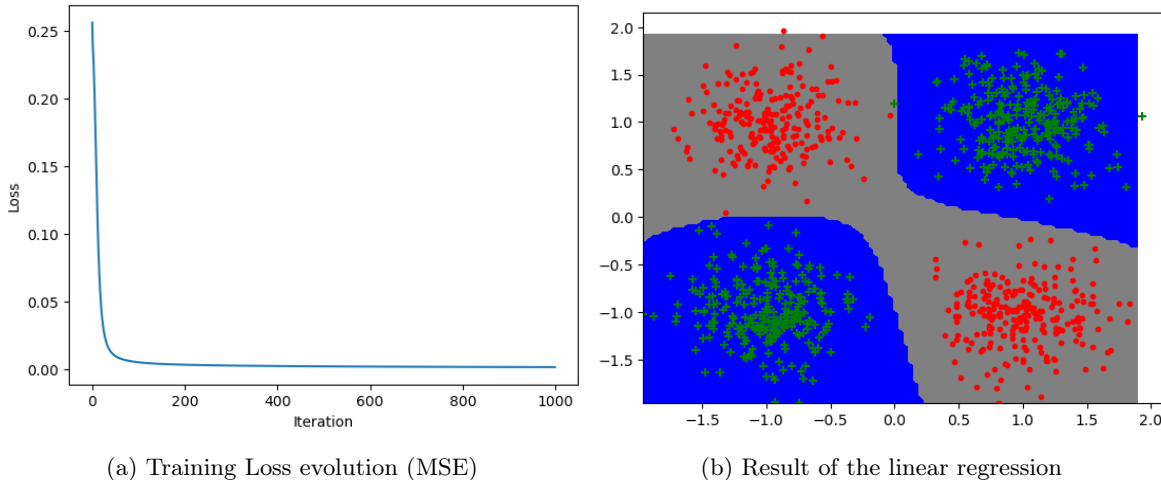 0.25
0.20
0.15
0.10
0.05
0.00
Loss
0 200 400 600 800 1000
Iteration
(a) Training Loss evolution (MSE)
2.0
1.5
1.0
0.5
0.0
−0.5
−1.0
−1.5
−1.5 −1.0 −0.5 0.0 0.5 1.0 1.5 2.0
(b) Result of the linear regression